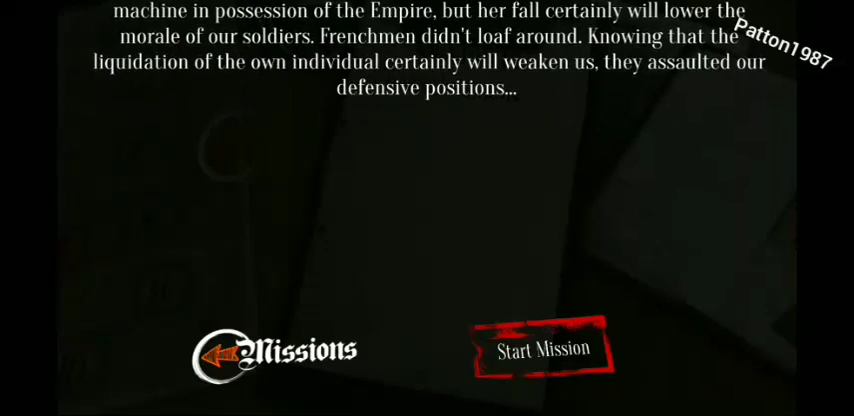 machine in possession of the Empire, but her fall certainly will lower the
morale of our soldiers. Frenchmen didn't loaf around. Knowing that the
liquidation of the own individual certainly will weaken us, they assaulted our
defensive positions...
Patton1987
Missions
Start Mission